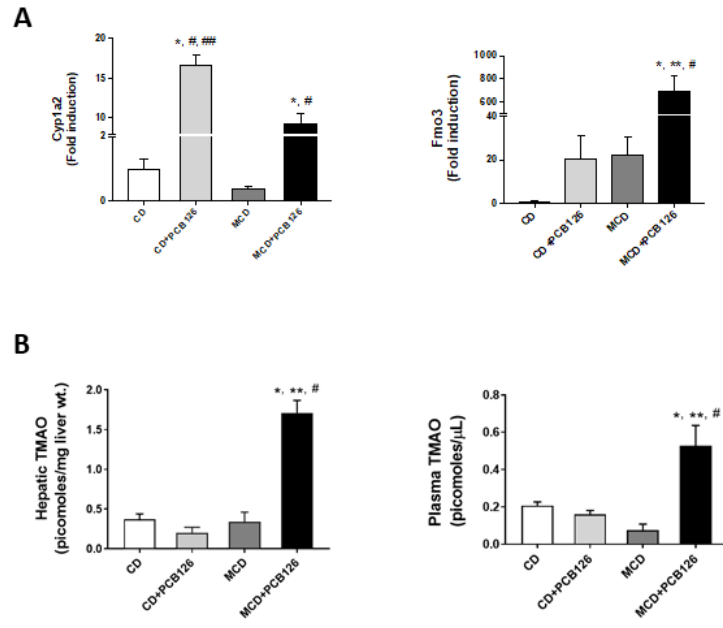 A
Cyp1a2
(Fold induction)
20
15
10
2
0
*, #, ##
*, #
CD
CD+PCB126
MCD
MCD+PCB126
Fmo3
(Fold induction)
1000
800
600
40
20
0
*, **, #
CD
CD+PCB126
MCD
MCD+PCB126
B
Hepatic TMAO
(picomoles/mg liver wt.)
2.0
1.5
1.0
0.5
0.0
*, **, #
CD
CD+PCB126
MCD
MCD+PCB126
Plasma TMAO
(picomoles/µL)
0.8
0.6
0.4
0.2
0.0
*, **, #
CD
CD+PCB126
MCD
MCD+PCB126